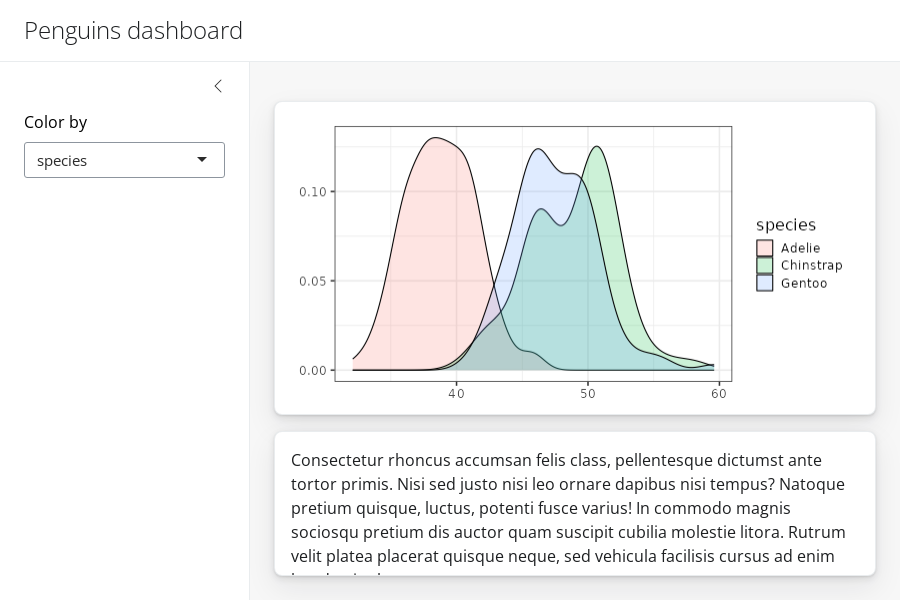 Penguins dashboard
Color by
species
0.10
0.05
0.00
40 50 60
species
Adelie
Chinstrap
Gentoo
Consectetur rhoncus accumsan felis class, pellentesque dictumst ante
tortor primis. Nisi sed justo nisi leo ornare dapibus nisi tempus? Natoque
pretium quisque, luctus, potenti fusce varius! In commodo magnis
sociosqu pretium dis auctor quam suscipit cubilia molestie litora. Rutrum
velit platea placerat quisque neque, sed vehicula facilisis cursus ad enim